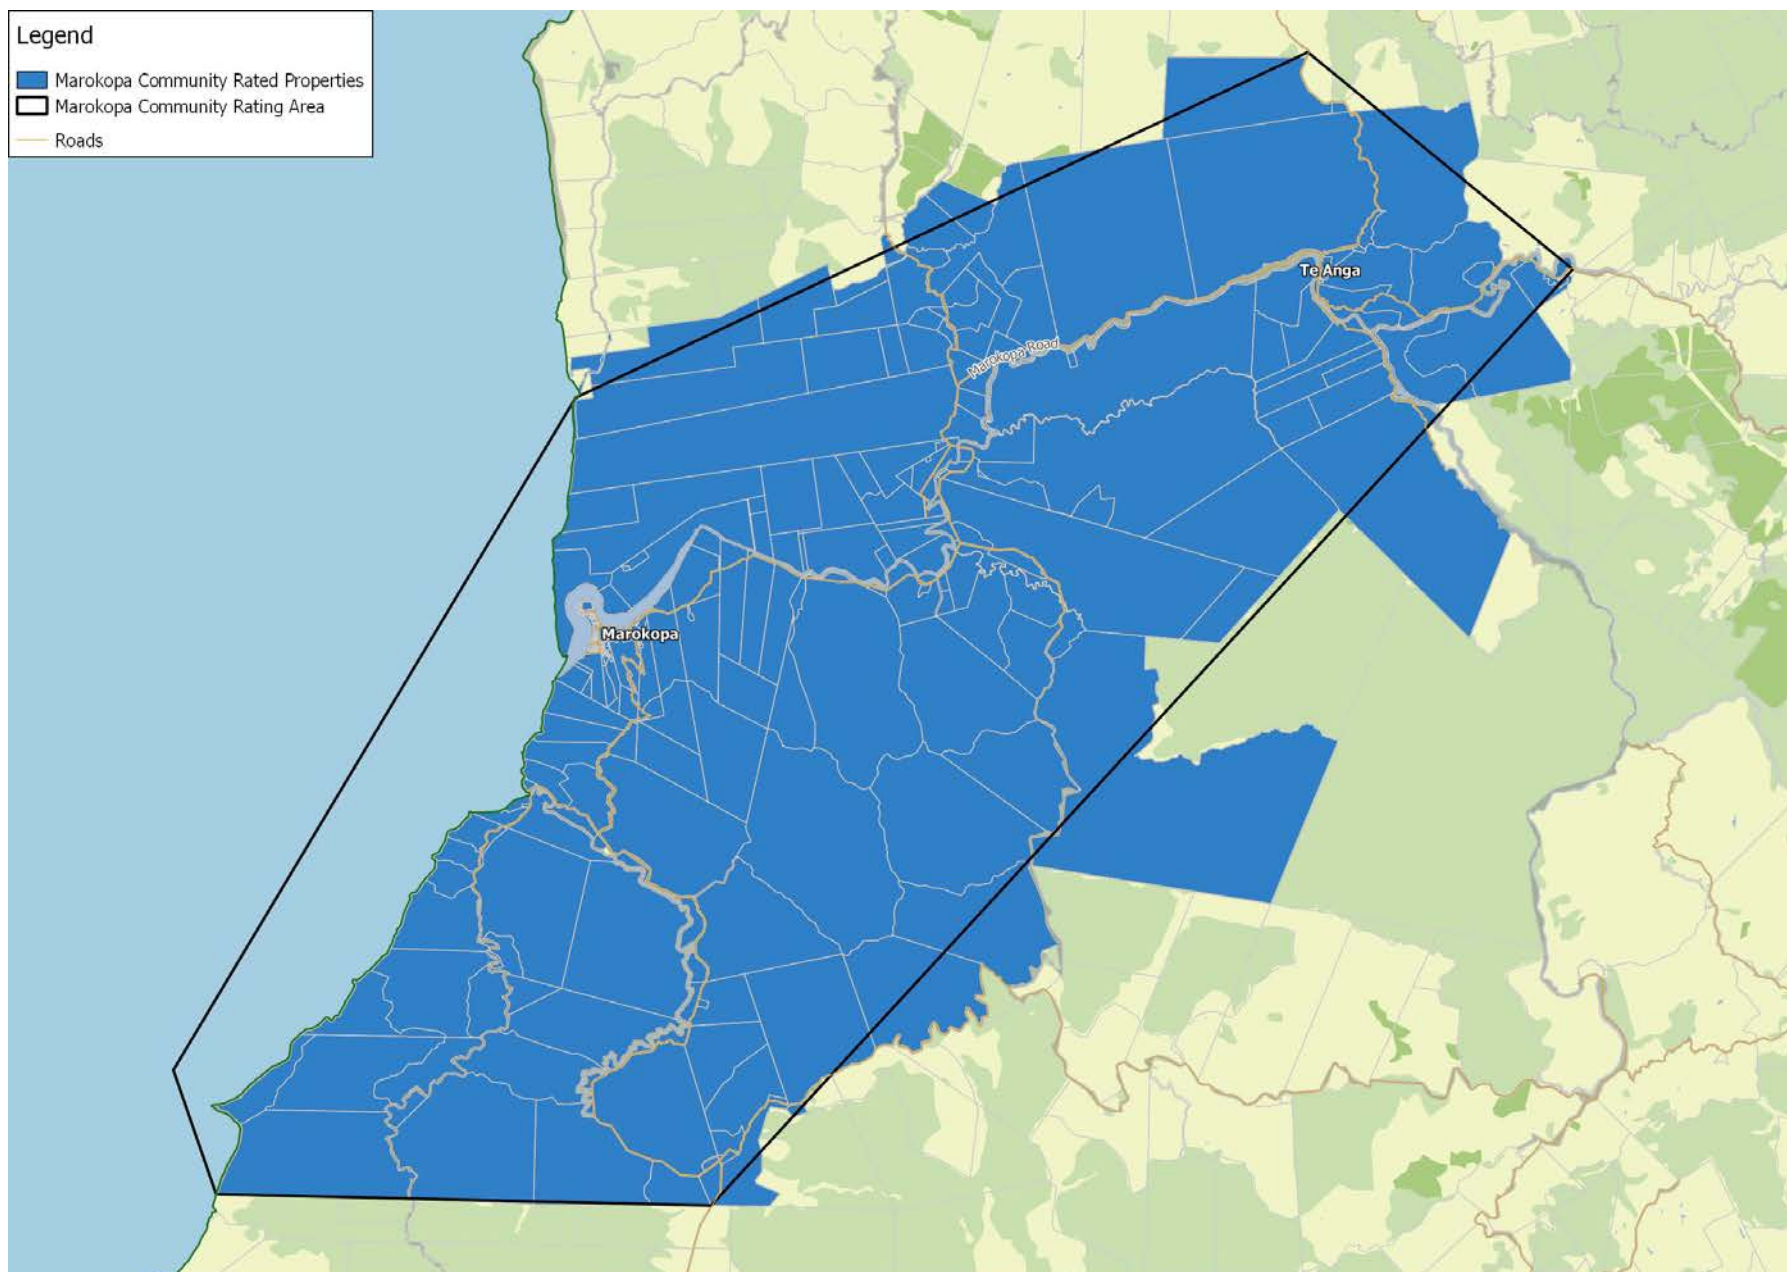 Legend
Marokopa Community Rated Properties
Marokopa Community Rating Area
Roads
Te Anga
Marokopa Road
Marokopa